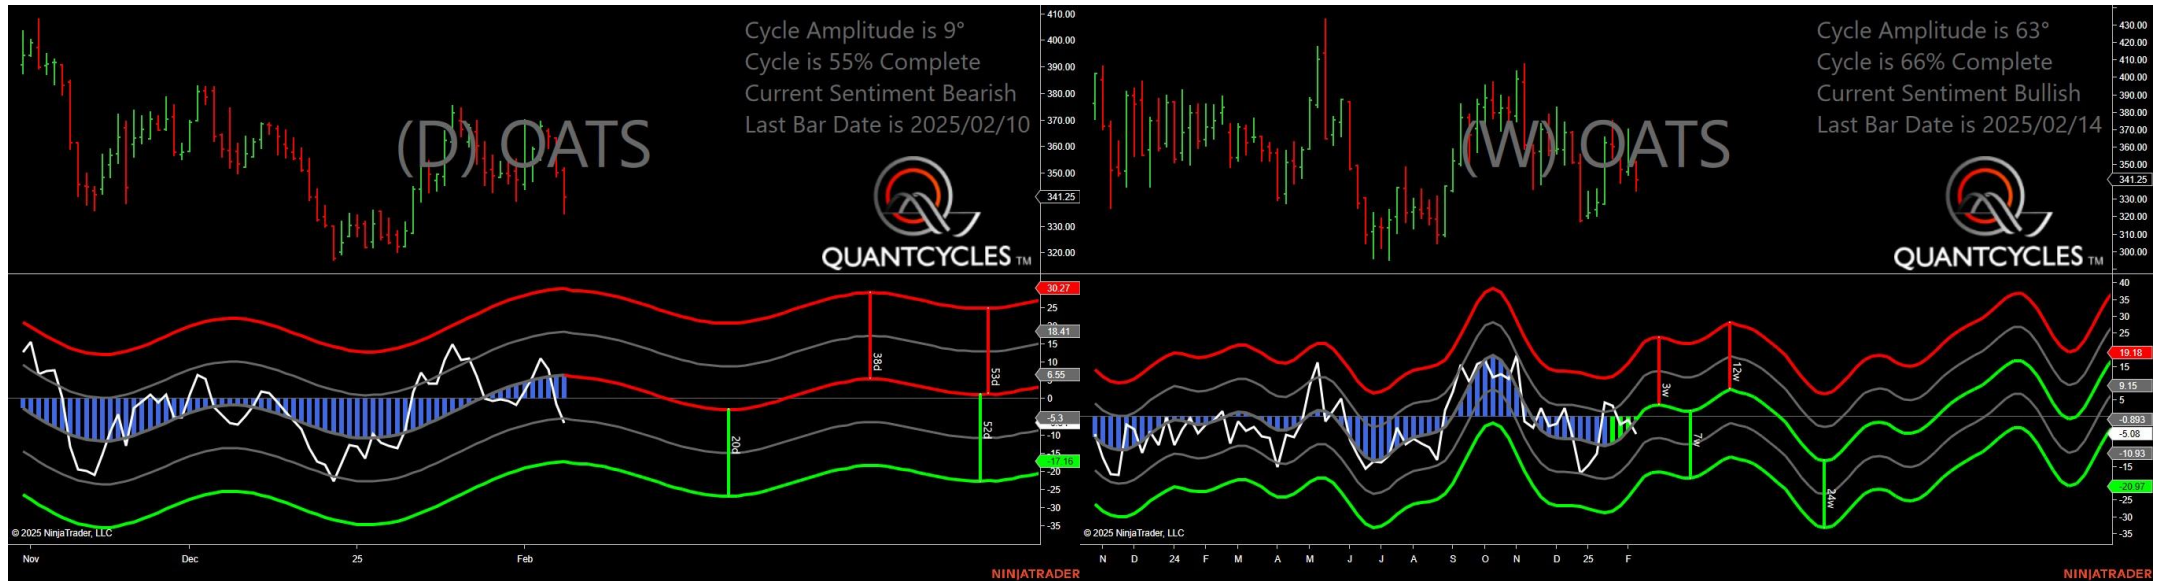 Cycle Amplitude is 9°
Cycle is 55% Complete
Current Sentiment Bearish
Last Bar Date is 2025/02/10
(D) OATS
QUANTCYCLES TM
410.00
400.00
390.00
380.00
370.00
360.00
350.00
341.25
330.00
320.00
30.27
25
18.41
15
10
6.55
0
-5.3
-10
-15
-17.16
-20
-25
-30
-35
38d
53d
20d
52d
© 2025 NinjaTrader, LLC
Nov
Dec
25
Feb
NINJATRADER
Cycle Amplitude is 63°
Cycle is 66% Complete
Current Sentiment Bullish
Last Bar Date is 2025/02/14
(W) OATS
QUANTCYCLES TM
430.00
420.00
410.00
400.00
390.00
380.00
370.00
360.00
350.00
341.25
330.00
320.00
310.00
300.00
40
35
30
25
19.18
9.15
5
-0.893
-5.08
-10.93
-15
-20.97
-25
-30
-35
3w
12w
7w
24w
© 2025 NinjaTrader, LLC
N
D
24
F
M
A
M
J
J
A
S
O
N
D
25
F
NINJATRADER